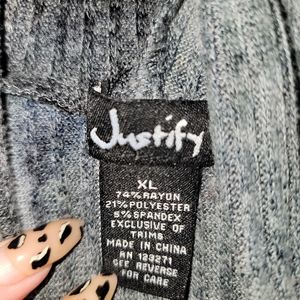 Justify
XL
74% RAYON
21% POLYESTER
5% SPANDEX
EXCLUSIVE OF
TRIMS
MADE IN CHINA
RN 123271
SEE REVERSE
FOR CARE